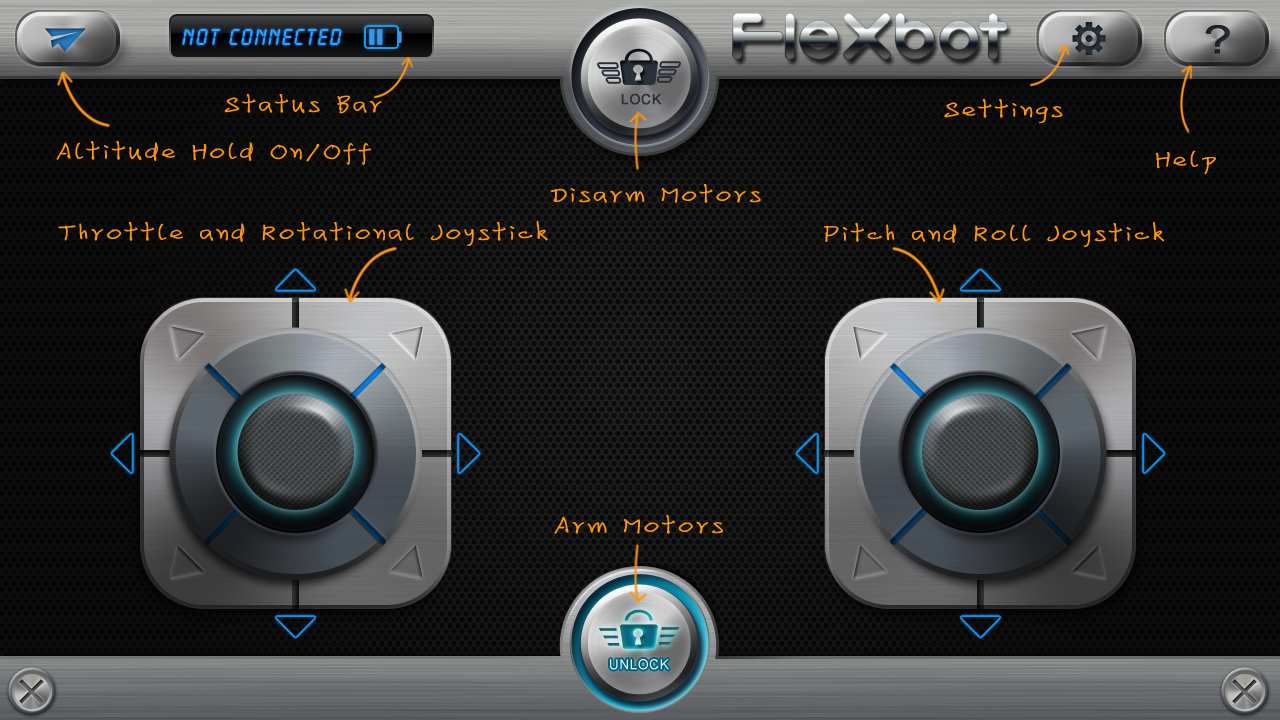 NOT CONNECTED
FleXbot
?
LOCK
Status Bar
Settings
Altitude Hold On/Off
Help
Disarm Motors
Throttle and Rotational Joystick
Pitch and Roll Joystick
Arm Motors
UNLOCK